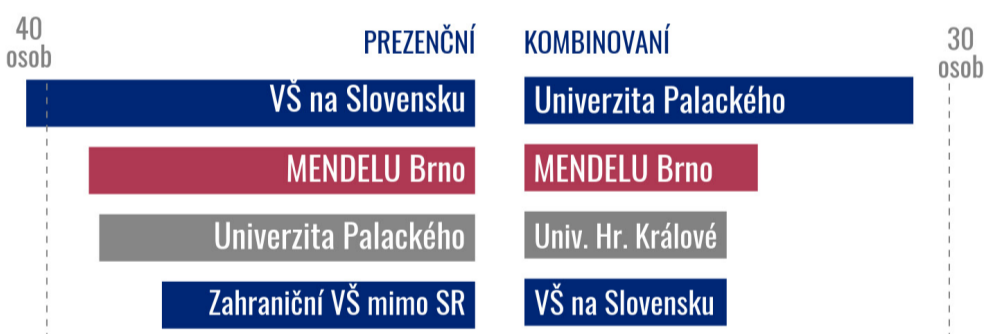 40
osob
PREZENČNÍ
KOMBINOVANÍ
30
osob
VŠ na Slovensku
Univerzita Palackého
MENDELU Brno
MENDELU Brno
Univerzita Palackého
Univ. Hr. Králové
Zahraniční VŠ mimo SR
VŠ na Slovensku